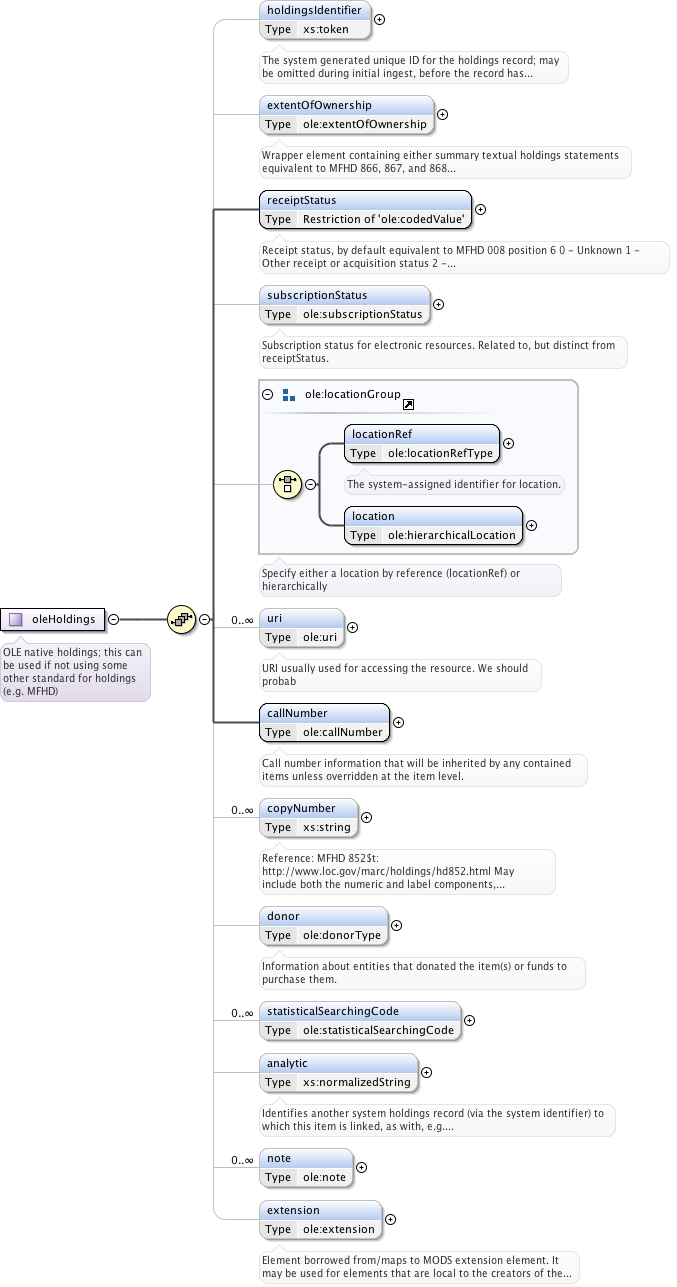 holdingsIdentifier
Type xs:token
The system generated unique ID for the holdings record; may
be omitted during initial ingest, before the record has...
extentOfOwnership
Type ole:extentOfOwnership
Wrapper element containing either summary textual holdings statements
equivalent to MFHD 866, 867, and 868...
receiptStatus
Type Restriction of 'ole:codedValue'
Receipt status, by default equivalent to MFHD 008 position 6 0 - Unknown 1 -
Other receipt or acquisition status 2 -...
subscriptionStatus
Type ole:subscriptionStatus
Subscription status for electronic resources. Related to, but distinct from
receiptStatus.
ole:locationGroup
locationRef
Type ole:locationRefType
The system-assigned identifier for location.
location
Type ole:hierarchicalLocation
Specify either a location by reference (locationRef) or
hierarchically
oleHoldings
OLE native holdings; this can
be used if not using some
other standard for holdings
(e.g. MFHD)
0..∞
uri
Type ole:uri
URI usually used for accessing the resource. We should
probab
callNumber
Type ole:callNumber
Call number information that will be inherited by any contained
items unless overridden at the item level.
0..∞
copyNumber
Type xs:string
Reference: MFHD 852$t:
http://www.loc.gov/marc/holdings/hd852.html May
include both the numeric and label components,...
donor
Type ole:donorType
Information about entities that donated the item(s) or funds to
purchase them.
0..∞
statisticalSearchingCode
Type ole:statisticalSearchingCode
analytic
Type xs:normalizedString
Identifies another system holdings record (via the system identifier) to
which this item is linked, as with, e.g....
0..∞
note
Type ole:note
extension
Type ole:extension
Element borrowed from/maps to MODS extension element. It
may be used for elements that are local to the creators of the...